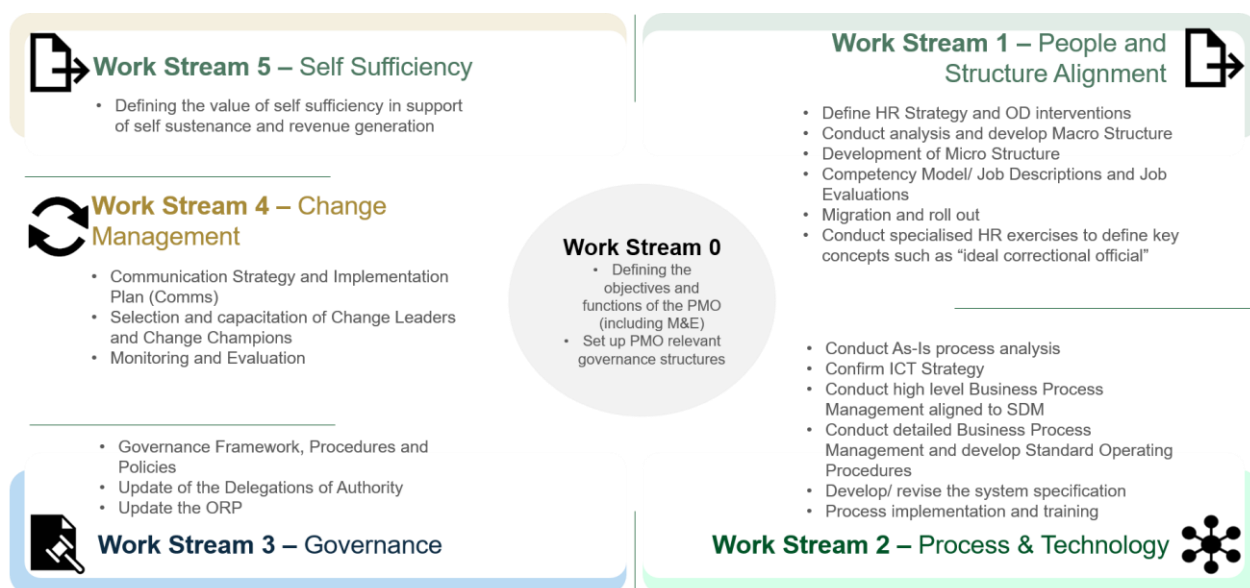 Work Stream 5 – Self Sufficiency
• Defining the value of self sufficiency in support
of self sustenance and revenue generation
Work Stream 4 – Change
Management
• Communication Strategy and Implementation
Plan (Comms)
• Selection and capacitation of Change Leaders
and Change Champions
• Monitoring and Evaluation
• Governance Framework, Procedures and
Policies
• Update of the Delegations of Authority
• Update the ORP
Work Stream 3 – Governance
Work Stream 0
• Defining the
objectives and
functions of the PMO
(including M&E)
• Set up PMO relevant
governance structures
Work Stream 1 – People and
Structure Alignment
• Define HR Strategy and OD interventions
• Conduct analysis and develop Macro Structure
• Development of Micro Structure
• Competency Model/ Job Descriptions and Job
Evaluations
• Migration and roll out
• Conduct specialised HR exercises to define key
concepts such as “ideal correctional official”
• Conduct As-Is process analysis
• Confirm ICT Strategy
• Conduct high level Business Process
Management aligned to SDM
• Conduct detailed Business Process
Management and develop Standard Operating
Procedures
• Develop/ revise the system specification
• Process implementation and training
Work Stream 2 – Process & Technology